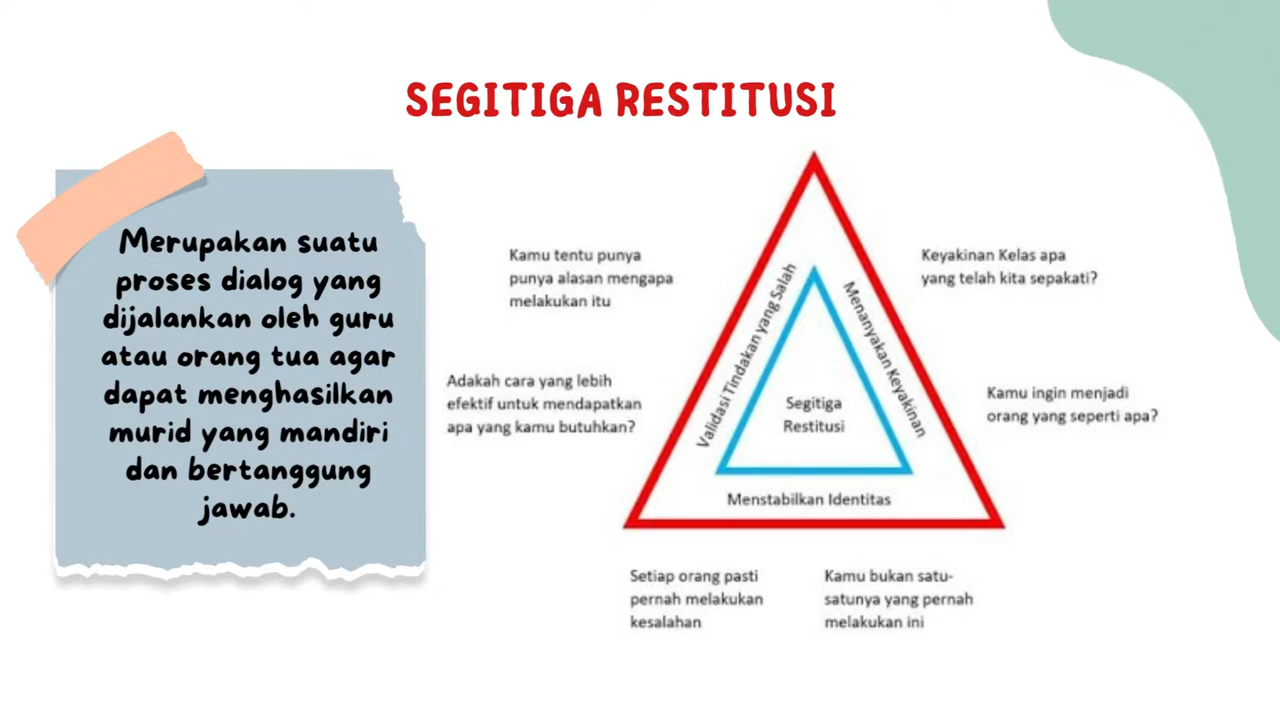 SEGITIGA RESTITUSI
Merupakan suatu
proses dialog yang
dijalankan oleh guru
atau orang tua agar
dapat menghasilkan
murid yang mandiri
dan bertanggung
jawab.
Kamu tentu punya
punya alasan mengapa
melakukan itu
Adakah cara yang lebih
efektif untuk mendapatkan
apa yang kamu butuhkan?
Validasi Tindakan yang Salah
Menanyakan Keyakinan
Segitiga
Restitusi
Menstabilkan Identitas
Keyakinan Kelas apa
yang telah kita sepakati?
Kamu ingin menjadi
orang yang seperti apa?
Setiap orang pasti
pernah melakukan
kesalahan
Kamu bukan satu-
satunya yang pernah
melakukan ini